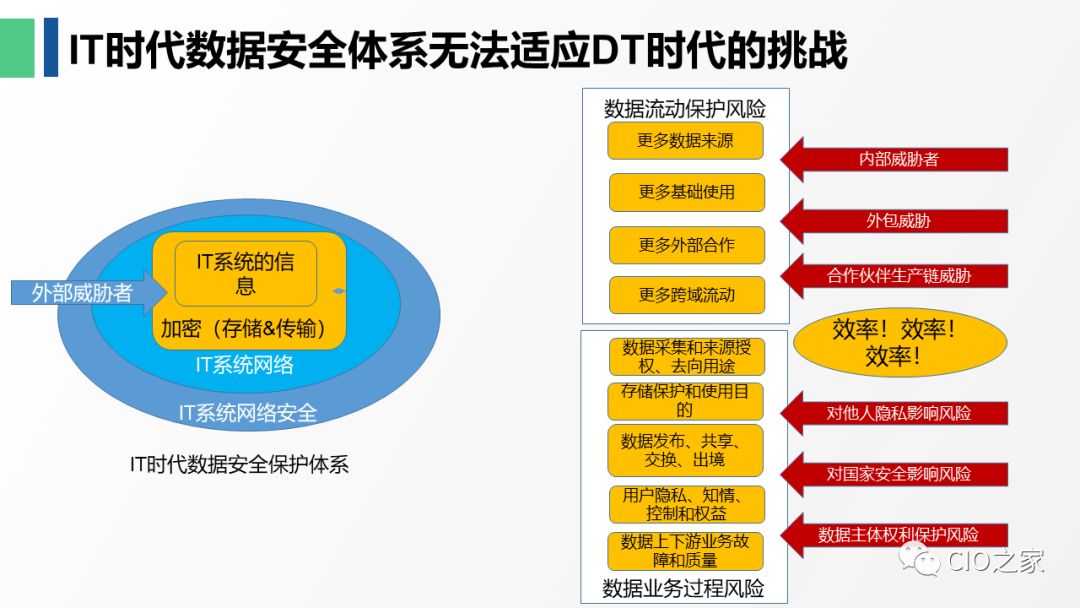 IT时代数据安全体系无法适应DT时代的挑战
外部威胁者
IT系统的信
息
加密（存储&传输）
IT系统网络
IT系统网络安全
IT时代数据安全保护体系
数据流动保护风险
更多数据来源
更多基础使用
更多外部合作
更多跨域流动
内部威胁者
外包威胁
合作伙伴生产链威胁
效率！效率！
效率！
数据采集和来源授
权、去向用途
存储保护和使用目
的
数据发布、共享、
交换、出境
用户隐私、知情、
控制和权益
数据上下游业务故
障和质量
数据业务过程风险
对他人隐私影响风险
对国家安全影响风险
数据主体权利保护风险
CIO之家